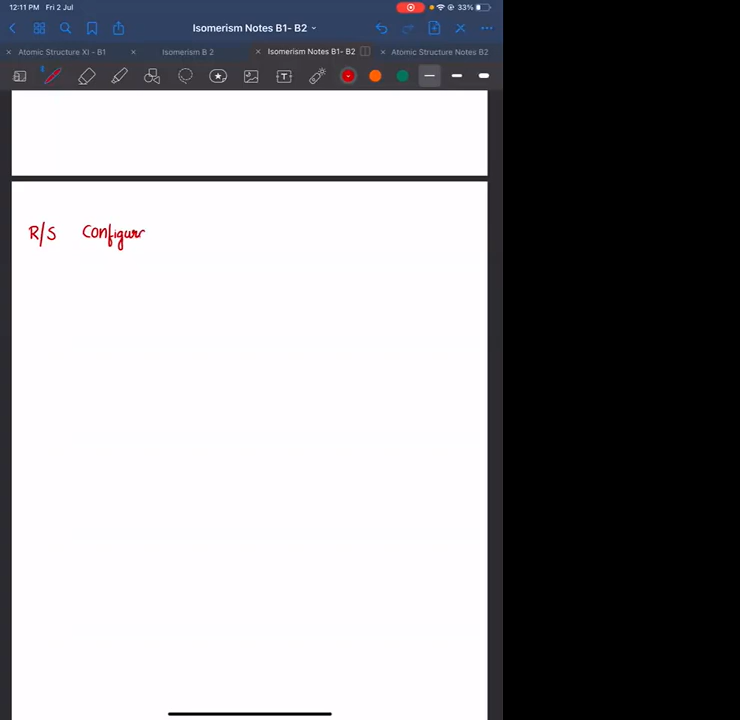 12:11 PM Fri 2 Jul 33%
Isomerism Notes B1- B2
Atomic Structure XI - B1 Isomerism B 2 Isomerism Notes B1- B2 Atomic Structure Notes B2
R/S Configur